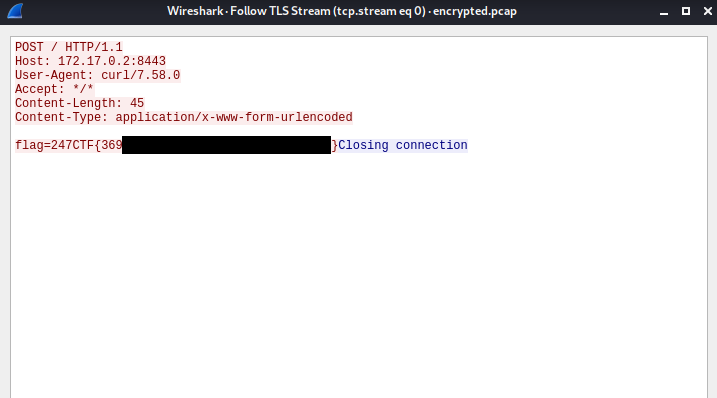 Wireshark · Follow TLS Stream (tcp.stream eq 0) · encrypted.pcap
POST / HTTP/1.1
Host: 172.17.0.2:8443
User-Agent: curl/7.58.0
Accept: */*
Content-Length: 45
Content-Type: application/x-www-form-urlencoded
flag=247CTF{369}Closing connection